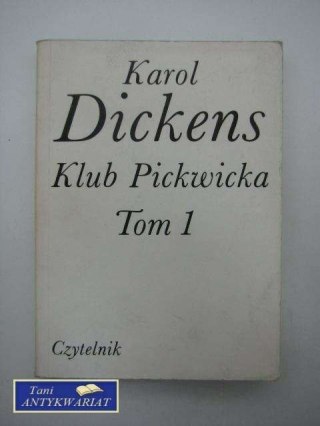 Karol
Dickens
Klub Pickwicka
Tom 1
Czytelnik
Tani
ANTYKWARIAT